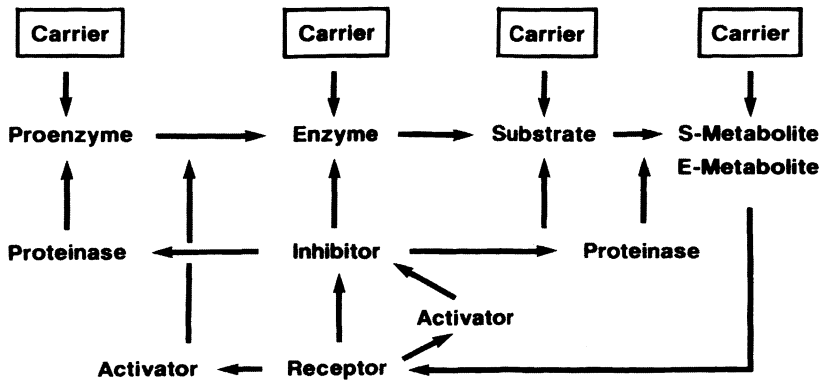 Carrier Carrier Carrier Carrier
Proenzyme Enzyme Substrate S-Metabolite
E-Metabolite
Proteinase Inhibitor Proteinase
Activator
Activator Receptor